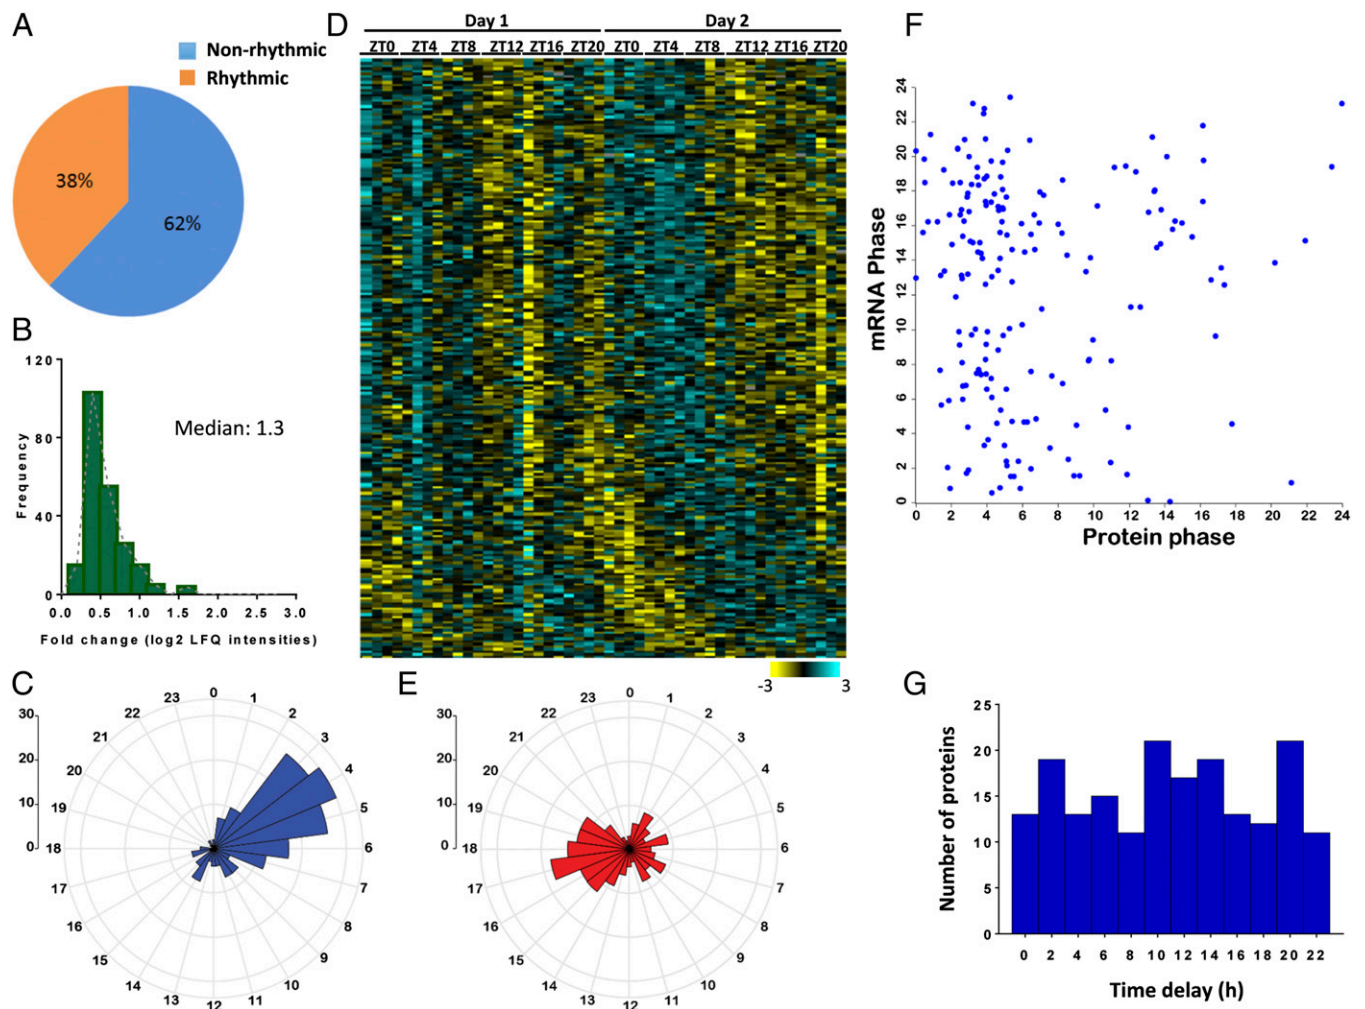 A
Non-rhythmic
Rhythmic
38%
62%
B
120
80
40
0
Frequency
Median: 1.3
0.0 0.5 1.0 1.5 2.0 2.5 3.0
Fold change (log2 LFQ intensities)
C
30
20
10
0
0 1 2 3 4 5 6 7 8 9 10 11 12 13 14 15 16 17 18 19 20 21 22 23
D
Day 1 Day 2
ZT0 ZT4 ZT8 ZT12 ZT16 ZT20 ZT0 ZT4 ZT8 ZT12 ZT16 ZT20
-3 3
E
30
20
10
0
0 1 2 3 4 5 6 7 8 9 10 11 12 13 14 15 16 17 18 19 20 21 22 23
F
24
22
20
18
16
14
12
10
8
6
4
2
0
mRNA Phase
0 2 4 6 8 10 12 14 16 18 20 22 24
Protein phase
G
25
20
15
10
5
0
Number of proteins
0 2 4 6 8 10 12 14 16 18 20 22
Time delay (h)